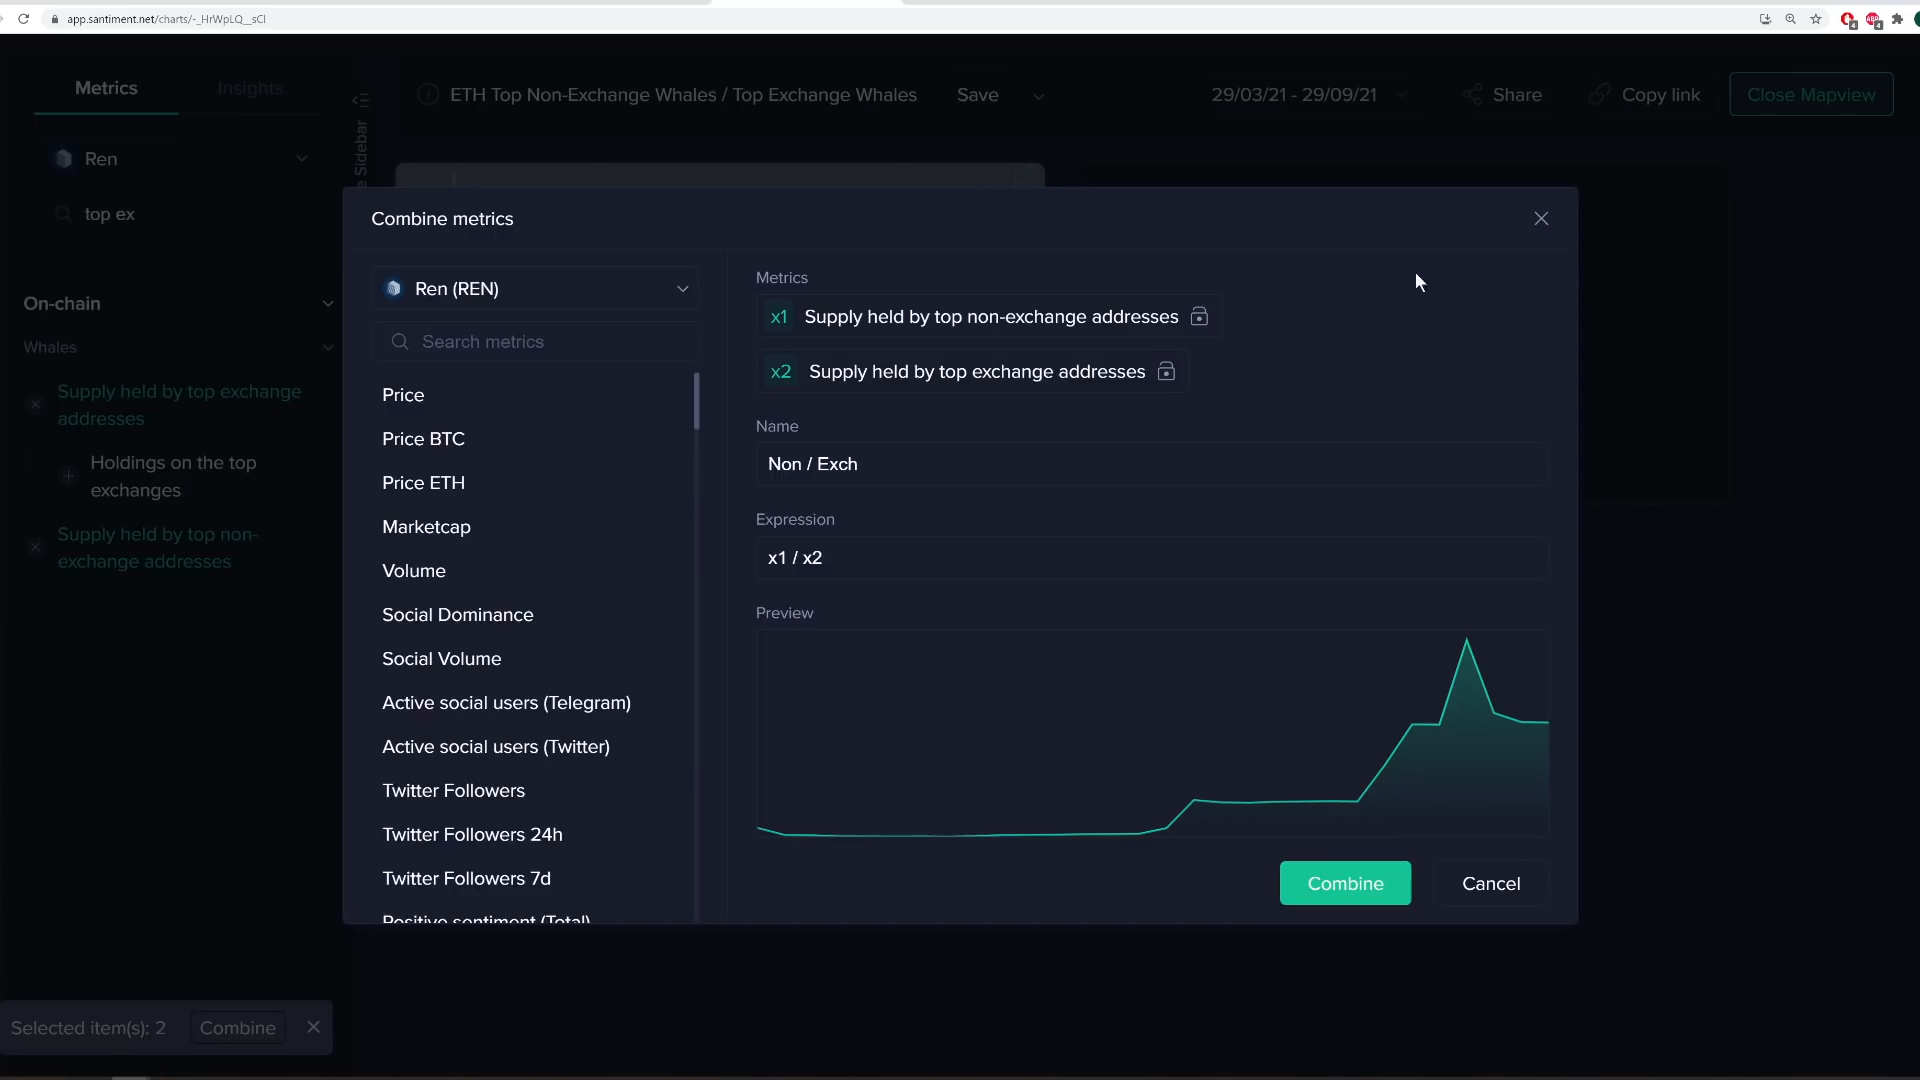 app.santiment.net/charts/-_HrWpLQ__sCl
Metrics
Insights
ETH Top Non-Exchange Whales / Top Exchange Whales
Save
29/03/21 - 29/09/21
Share
Copy link
Close Mapview
Ren
top ex
On-chain
Whales
Supply held by top exchange
addresses
Holdings on the top
exchanges
Supply held by top non-
exchange addresses
Selected item(s): 2
Combine
Sidebar
Combine metrics
Ren (REN)
Search metrics
Price
Price BTC
Price ETH
Marketcap
Volume
Social Dominance
Social Volume
Active social users (Telegram)
Active social users (Twitter)
Twitter Followers
Twitter Followers 24h
Twitter Followers 7d
Positive sentiment (Total)
Metrics
x1 Supply held by top non-exchange addresses
x2 Supply held by top exchange addresses
Name
Non / Exch
Expression
x1 / x2
Preview
Combine
Cancel